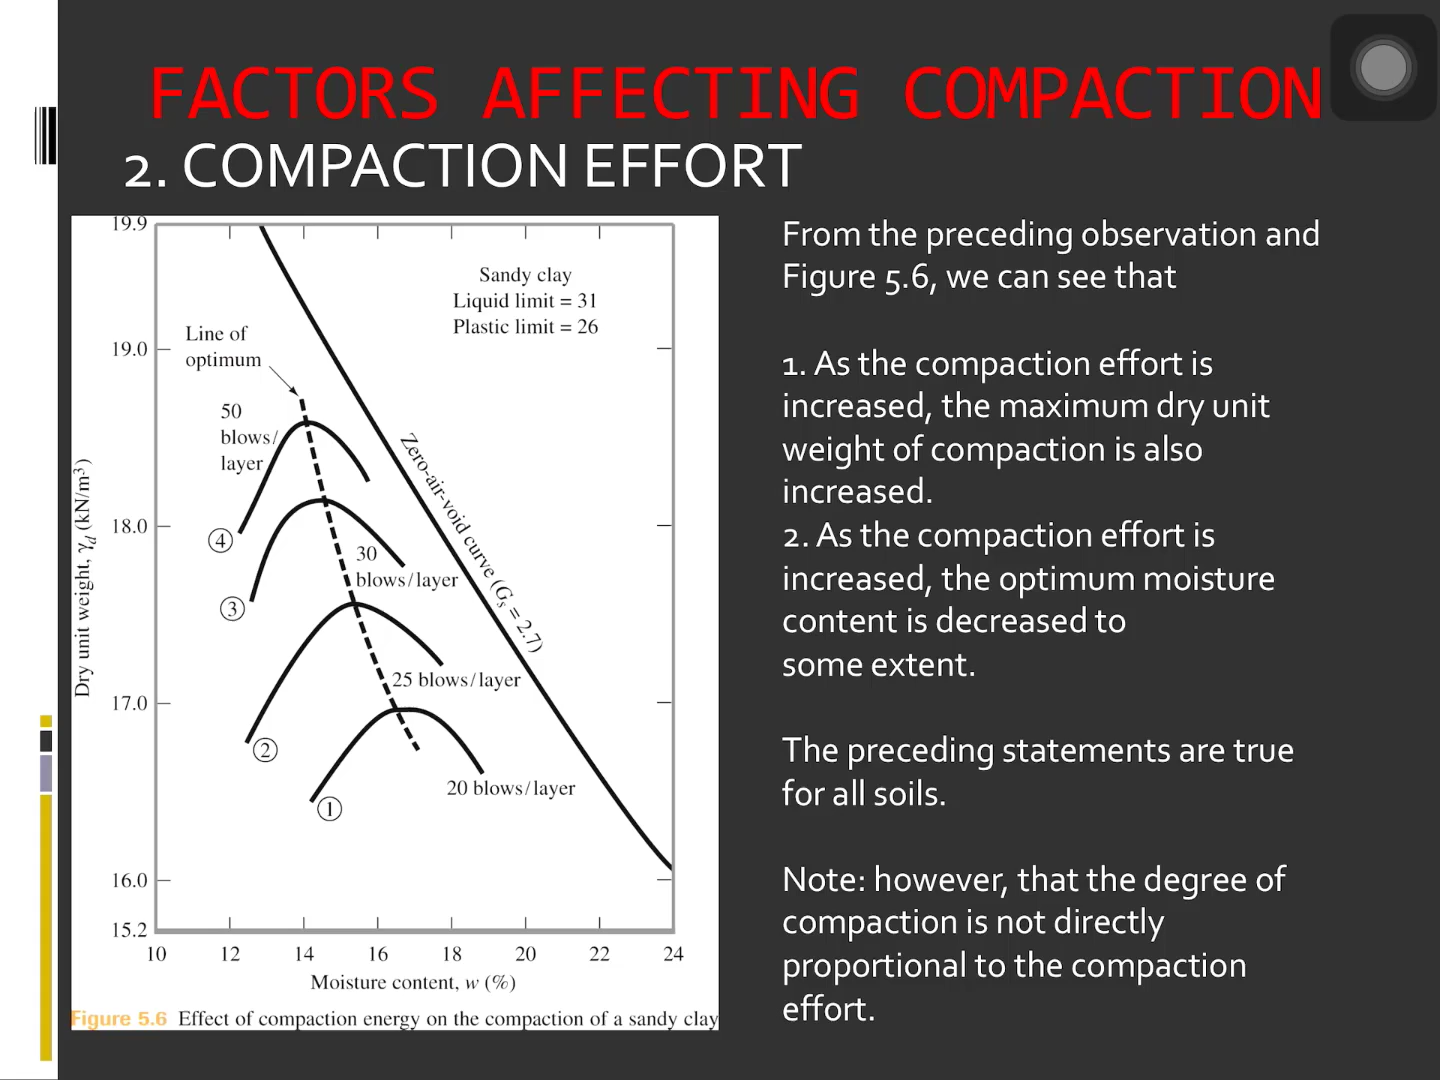 FACTORS AFFECTING COMPACTION
2. COMPACTION EFFORT
19.9
19.0
18.0
17.0
16.0
15.2
Dry unit weight, γd (kN/m³)
Sandy clay
Liquid limit = 31
Plastic limit = 26
Line of
optimum
50
blows/
layer
④
Zero-air-void curve (Gs = 2.7)
30
blows/layer
③
25 blows/layer
②
20 blows/layer
①
10 12 14 16 18 20 22 24
Moisture content, w (%)
Figure 5.6 Effect of compaction energy on the compaction of a sandy clay
From the preceding observation and
Figure 5.6, we can see that
1. As the compaction effort is
increased, the maximum dry unit
weight of compaction is also
increased.
2. As the compaction effort is
increased, the optimum moisture
content is decreased to
some extent.
The preceding statements are true
for all soils.
Note: however, that the degree of
compaction is not directly
proportional to the compaction
effort.